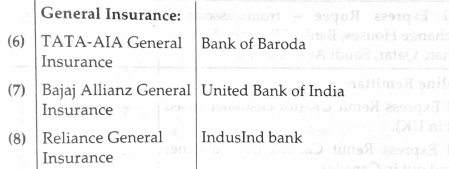 General Insurance:
(6) TATA-AIA General Bank of Baroda
Insurance
(7) Bajaj Allianz General United Bank of India
Insurance
(8) Reliance General IndusInd bank
Insurance